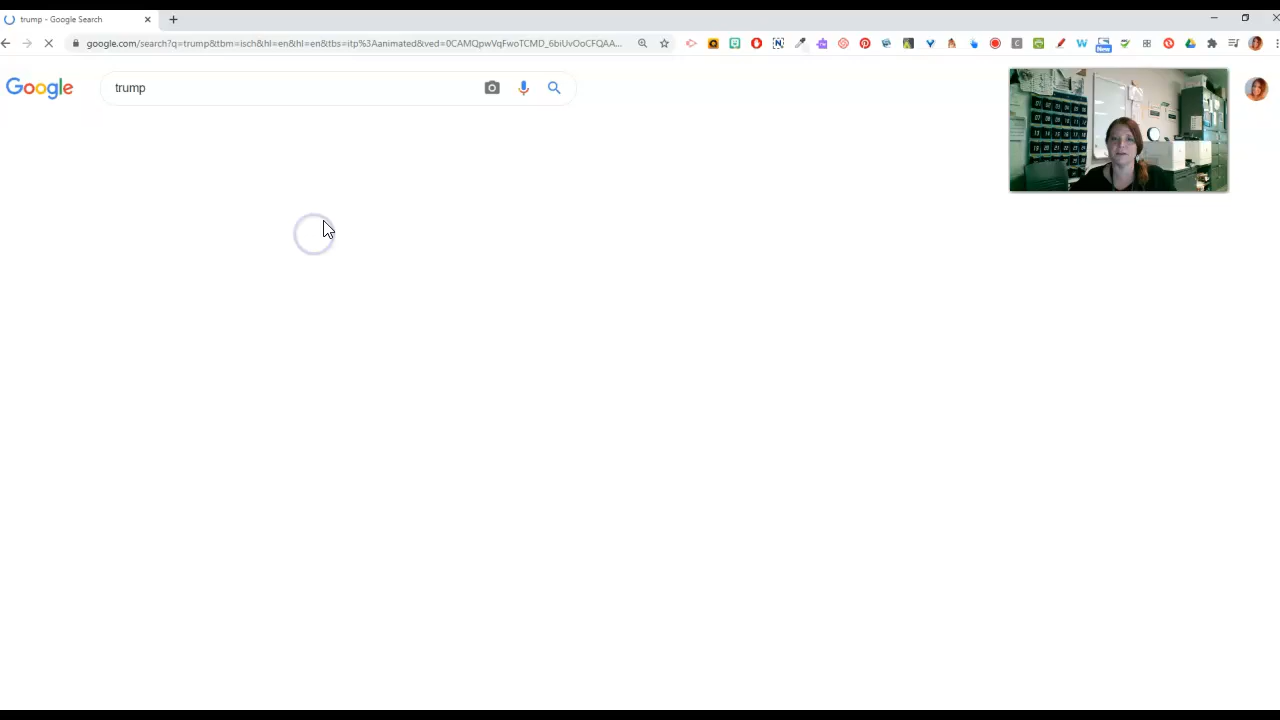 trump - Google Search
google.com/search?q=trump&tbm=isch&hl=en&hl=en&tbs=itp%3Aanimated&ved=0CAMQpwVqFwoTCMD_6biUvOoCFQAA...
New
Google
trump